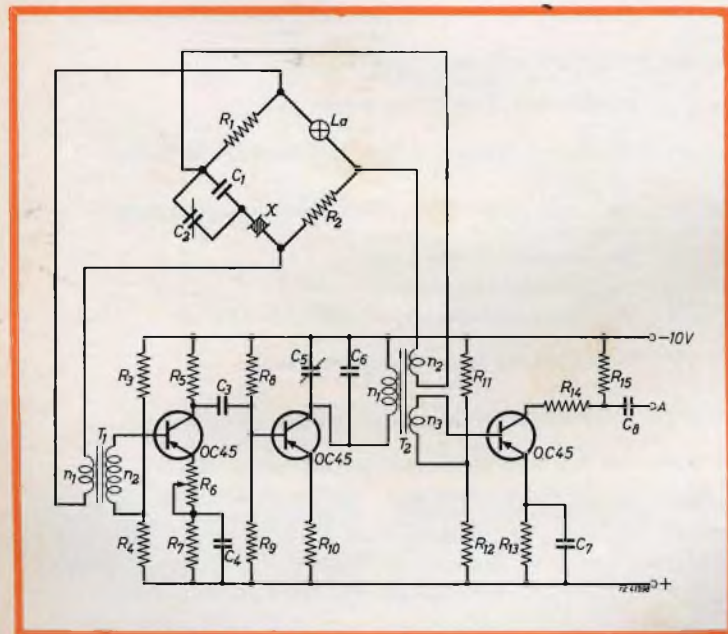 R1
La
C1
X
C2
R2
-10V
R3
R5
C3
R8
C5
C6
n1
n2
R11
R15
R14
n3
T2
C8
A
T1
n1
n2
OC45
OC45
OC45
R6
R4
R7
C4
R9
R10
R12
R13
C7
+